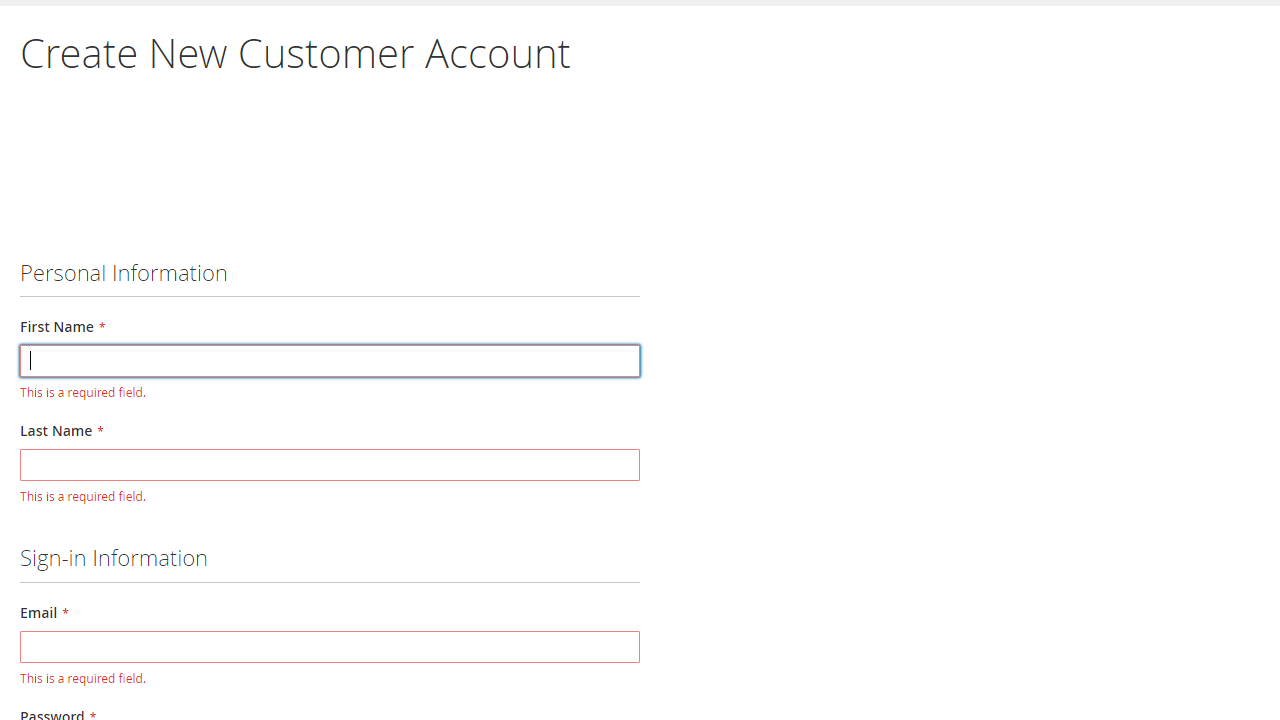 Create New Customer Account
Personal Information
First Name *
This is a required field.
Last Name *
This is a required field.
Sign-in Information
Email *
This is a required field.
Password *